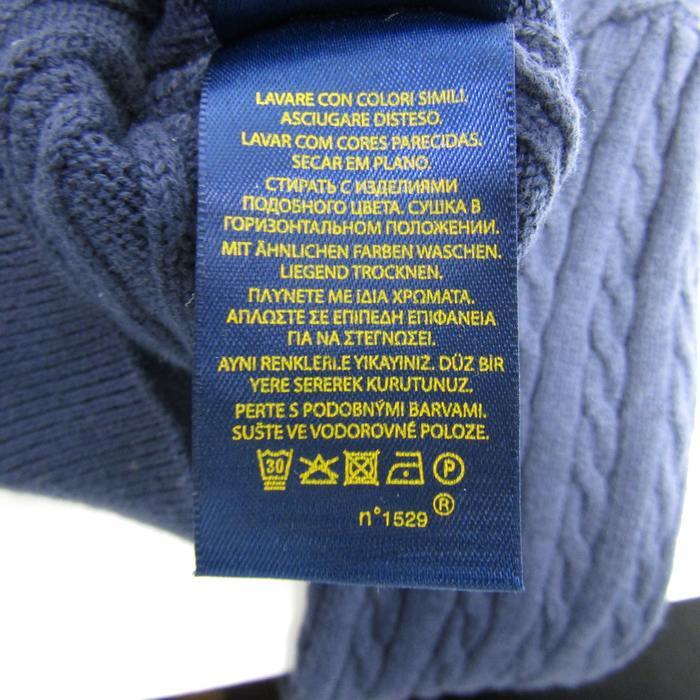 LAVARE CON COLORI SIMILI.
ASCIUGARE DISTESO.
LAVAR COM CORES PARECIDAS.
SECAR EM PLANO.
СТИРАТЬ С ИЗДЕЛИЯМИ
ПОДОБНОГО ЦВЕТА. СУШКА В
ГОРИЗОНТАЛЬНОМ ПОЛОЖЕНИИ.
MIT ÄHNLICHEN FARBEN WASCHEN.
LIEGEND TROCKNEN.
ΠΛΥΝΕΤΕ ΜΕ ΙΔΙΑ ΧΡΩΜΑΤΑ.
ΑΠΛΩΣΤΕ ΣΕ ΕΠΙΠΕΔΗ ΕΠΙΦΑΝΕΙΑ
ΓΙΑ ΝΑ ΣΤΕΓΝΩΣΕΙ.
AYNI RENKLERLE YIKAYINIZ. DÜZ BİR
YERE SEREREK KURUTUNUZ.
PERTE S PODOBNÝMI BARVAMI.
SUŠTE VE VODOROVNÉ POLOZE.
30 P
n°1529 ®